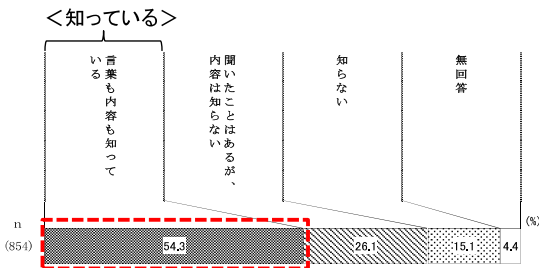 ＜知っている＞
言葉も内容も知って
いる
聞いたことはあるが、
内容は知らない
知らない
無回答
(%)
n
(854)
54.3
26.1
15.1
4.4